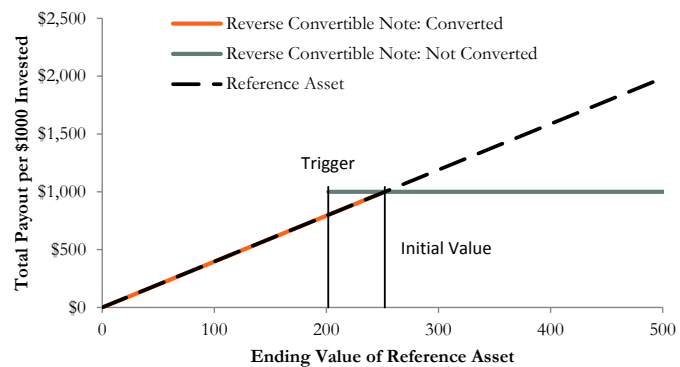 $2,500
Reverse Convertible Note: Converted
Reverse Convertible Note: Not Converted
$2,000
Reference Asset
$1,500
Trigger
$1,000
Initial Value
$500
$0
0 100 200 300 400 500
Total Payout per $1000 Invested
Ending Value of Reference Asset